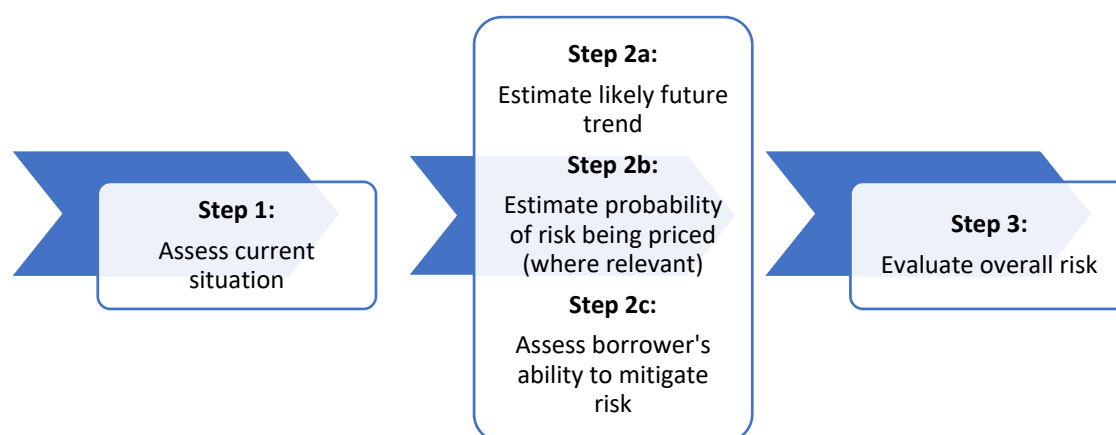 Step 1:
Assess current
situation
Step 2a:
Estimate likely future
trend
Step 2b:
Estimate probability
of risk being priced
(where relevant)
Step 2c:
Assess borrower's
ability to mitigate
risk
Step 3:
Evaluate overall risk